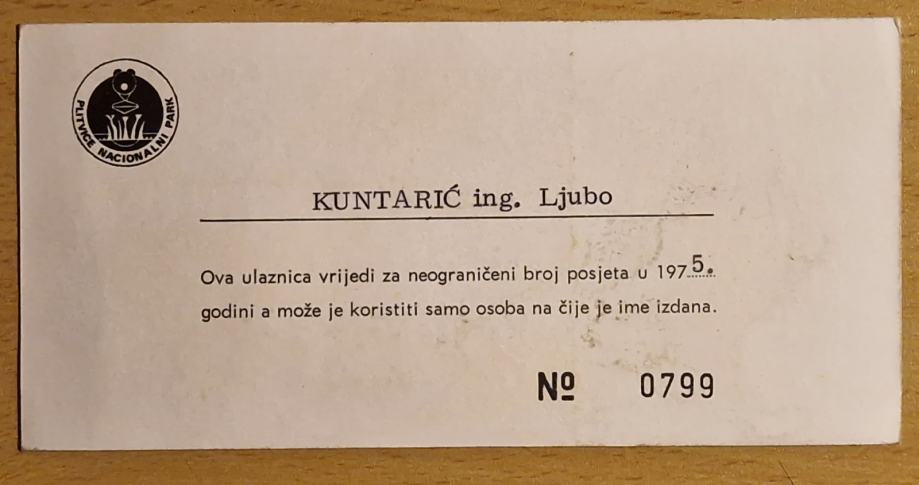 PLITVICE NACIONALNI PARK
KUNTARIĆ ing. Ljubo
Ova ulaznica vrijedi za neograničeni broj posjeta u 1975.
godini a može je koristiti samo osoba na čije je ime izdana.
Nº 0799